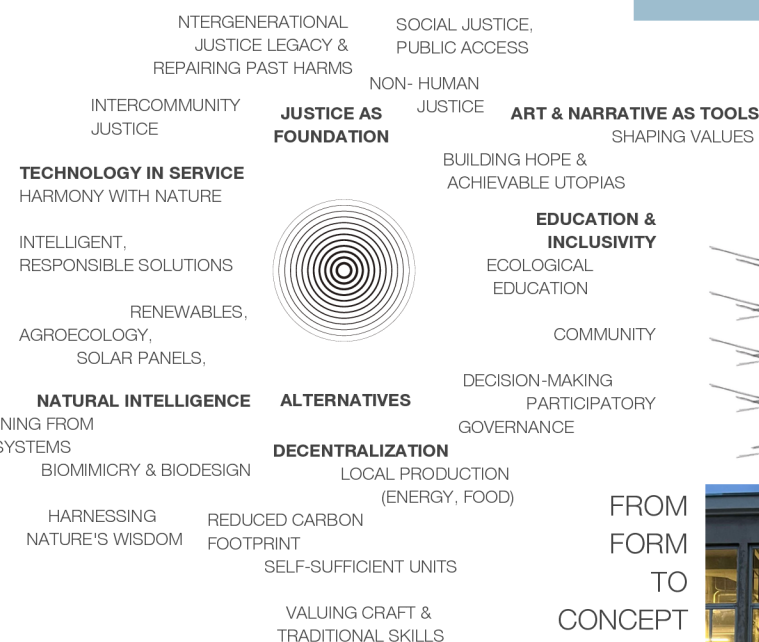 NTERGENERATIONAL
JUSTICE LEGACY &
REPAIRING PAST HARMS
SOCIAL JUSTICE,
PUBLIC ACCESS
NON- HUMAN
JUSTICE
INTERCOMMUNITY
JUSTICE
JUSTICE AS
FOUNDATION
ART & NARRATIVE AS TOOLS
SHAPING VALUES
BUILDING HOPE &
ACHIEVABLE UTOPIAS
TECHNOLOGY IN SERVICE
HARMONY WITH NATURE
INTELLIGENT,
RESPONSIBLE SOLUTIONS
RENEWABLES,
AGROECOLOGY,
SOLAR PANELS,
EDUCATION &
INCLUSIVITY
ECOLOGICAL
EDUCATION
COMMUNITY
DECISION-MAKING
PARTICIPATORY
GOVERNANCE
NATURAL INTELLIGENCE
NING FROM
SYSTEMS
BIOMIMICRY & BIODESIGN
HARNESSING
NATURE'S WISDOM
ALTERNATIVES
DECENTRALIZATION
LOCAL PRODUCTION
(ENERGY, FOOD)
REDUCED CARBON
FOOTPRINT
SELF-SUFFICIENT UNITS
VALUING CRAFT &
TRADITIONAL SKILLS
FROM
FORM
TO
CONCEPT